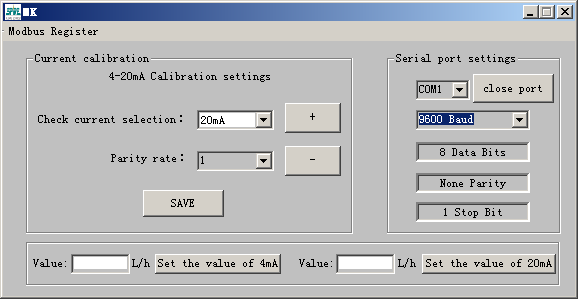 MK
Modbus Register
Current calibration
4-20mA Calibration settings
Check current selection:
20mA
+
Parity rate:
1
-
SAVE
Serial port settings
COM1
close port
9600 Baud
8 Data Bits
None Parity
1 Stop Bit
Value: L/h Set the value of 4mA Value: L/h Set the value of 20mA